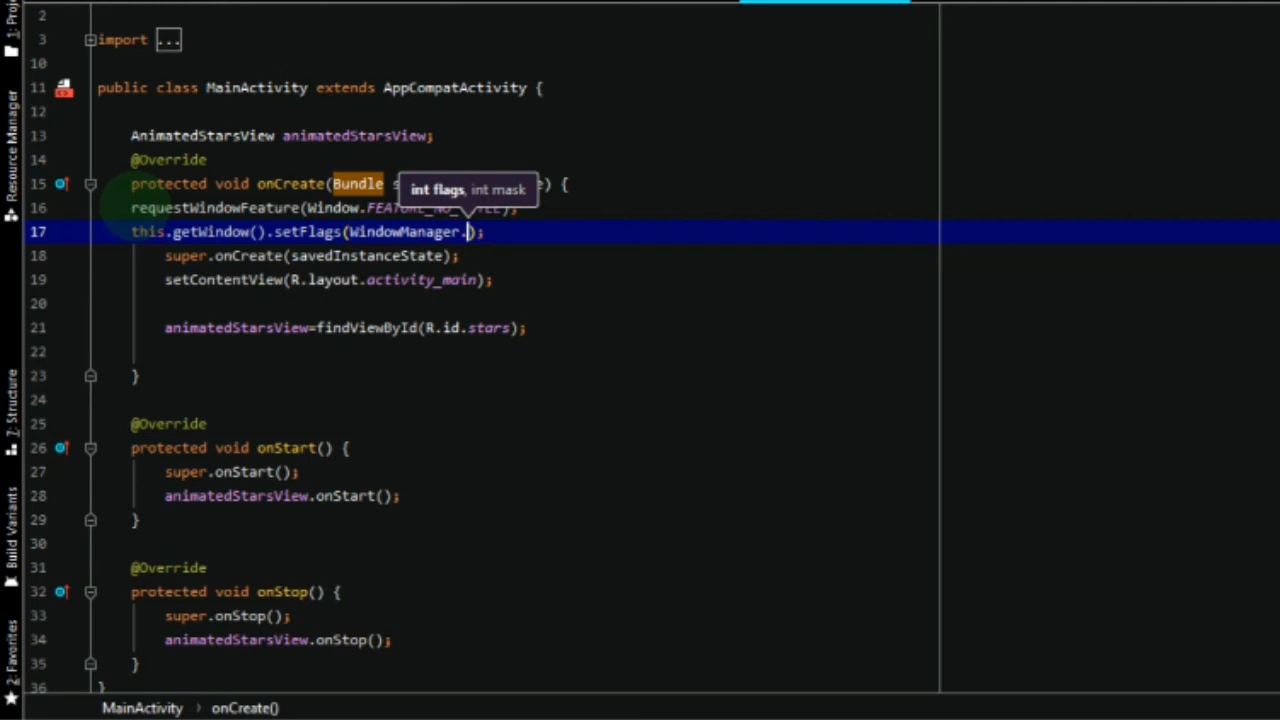 1: Proj
Resource Manager
7: Structure
Build Variants
2: Favorites
2
3 import ...
10
11 public class MainActivity extends AppCompatActivity {
12
13 AnimatedStarsView animatedStarsView;
14 @Override
15 protected void onCreate(Bundle s e) {
int flags, int mask
16 requestWindowFeature(Window.
17 this.getWindow().setFlags(WindowManager.);
18 super.onCreate(savedInstanceState);
19 setContentView(R.layout.activity_main);
20
21 animatedStarsView=findViewById(R.id.stars);
22
23 }
24
25 @Override
26 protected void onStart() {
27 super.onStart();
28 animatedStarsView.onStart();
29 }
30
31 @Override
32 protected void onStop() {
33 super.onStop();
34 animatedStarsView.onStop();
35 }
36 }
MainActivity › onCreate()